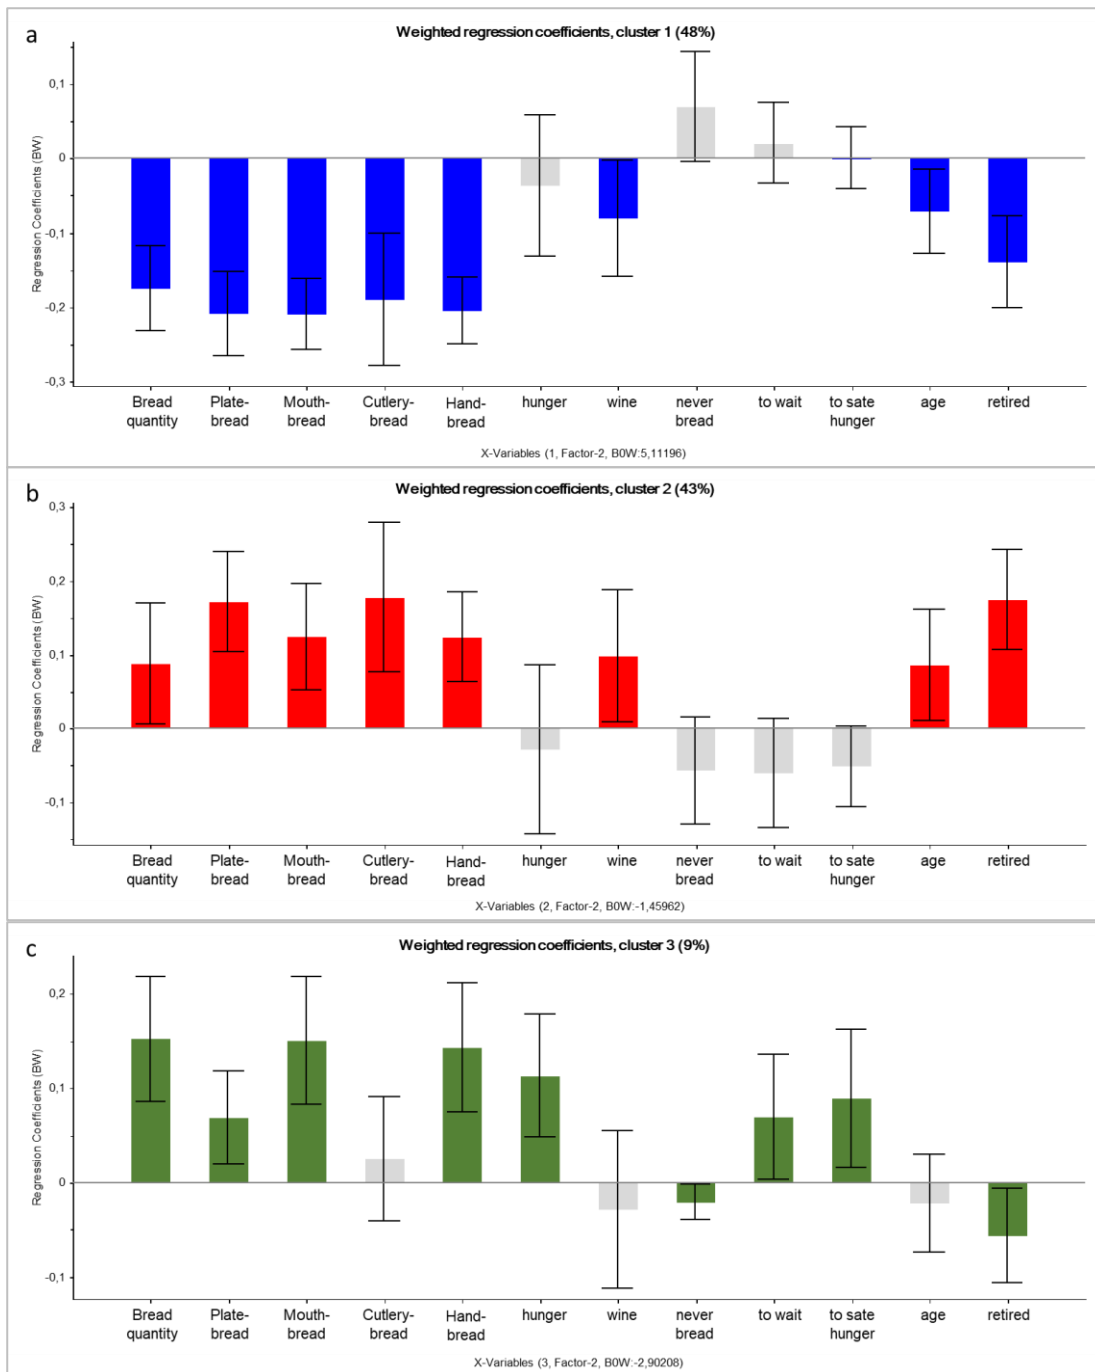 a
Weighted regression coefficients, cluster 1 (48%)
Regression Coefficients (BW)
0,1
0
-0,1
-0,2
-0,3
Bread quantity
Plate-bread
Mouth-bread
Cutlery-bread
Hand-bread
hunger
wine
never bread
to wait
to sate hunger
age
retired
X-Variables (1, Factor-2, B0W:5,11196)
b
Weighted regression coefficients, cluster 2 (43%)
Regression Coefficients (BW)
0,3
0,2
0,1
0
-0,1
Bread quantity
Plate-bread
Mouth-bread
Cutlery-bread
Hand-bread
hunger
wine
never bread
to wait
to sate hunger
age
retired
X-Variables (2, Factor-2, B0W:-1,45962)
c
Weighted regression coefficients, cluster 3 (9%)
Regression Coefficients (BW)
0,2
0,1
0
-0,1
Bread quantity
Plate-bread
Mouth-bread
Cutlery-bread
Hand-bread
hunger
wine
never bread
to wait
to sate hunger
age
retired
X-Variables (3, Factor-2, B0W:-2,90208)